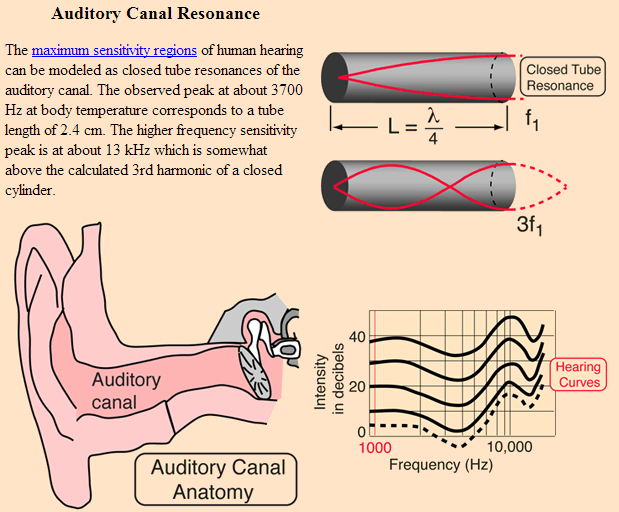 Auditory Canal Resonance
The maximum sensitivity regions of human hearing
can be modeled as closed tube resonances of the
auditory canal. The observed peak at about 3700
Hz at body temperature corresponds to a tube
length of 2.4 cm. The higher frequency sensitivity
peak is at about 13 kHz which is somewhat
above the calculated 3rd harmonic of a closed
cylinder.
Closed Tube
Resonance
L = λ/4
f₁
3f₁
Auditory
canal
Auditory Canal
Anatomy
Intensity
in decibels
40
20
0
1000
10,000
Frequency (Hz)
Hearing
Curves